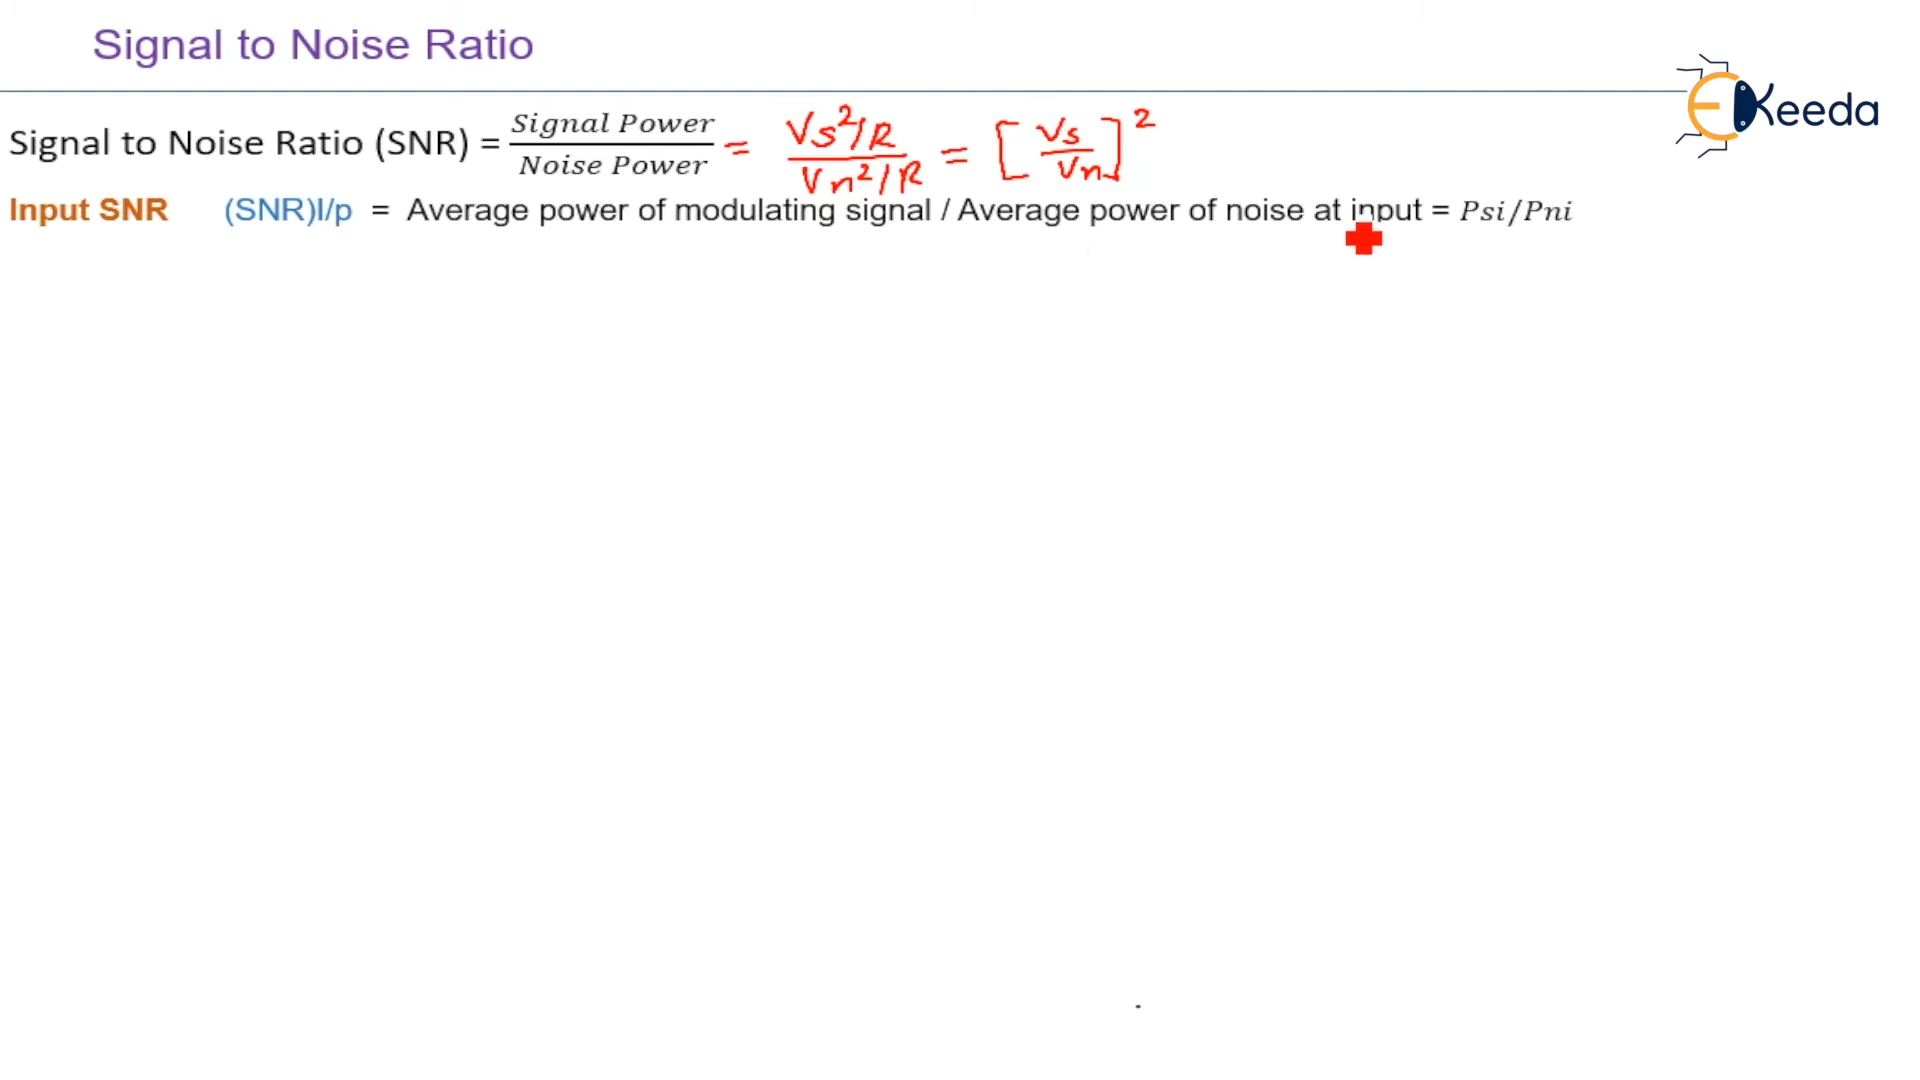 Signal to Noise Ratio
EKeeda
Signal to Noise Ratio (SNR) = Signal Power / Noise Power = Vs²/R / Vn²/R = [Vs/Vn]²
Input SNR (SNR)I/p = Average power of modulating signal / Average power of noise at input = Psi/Pni